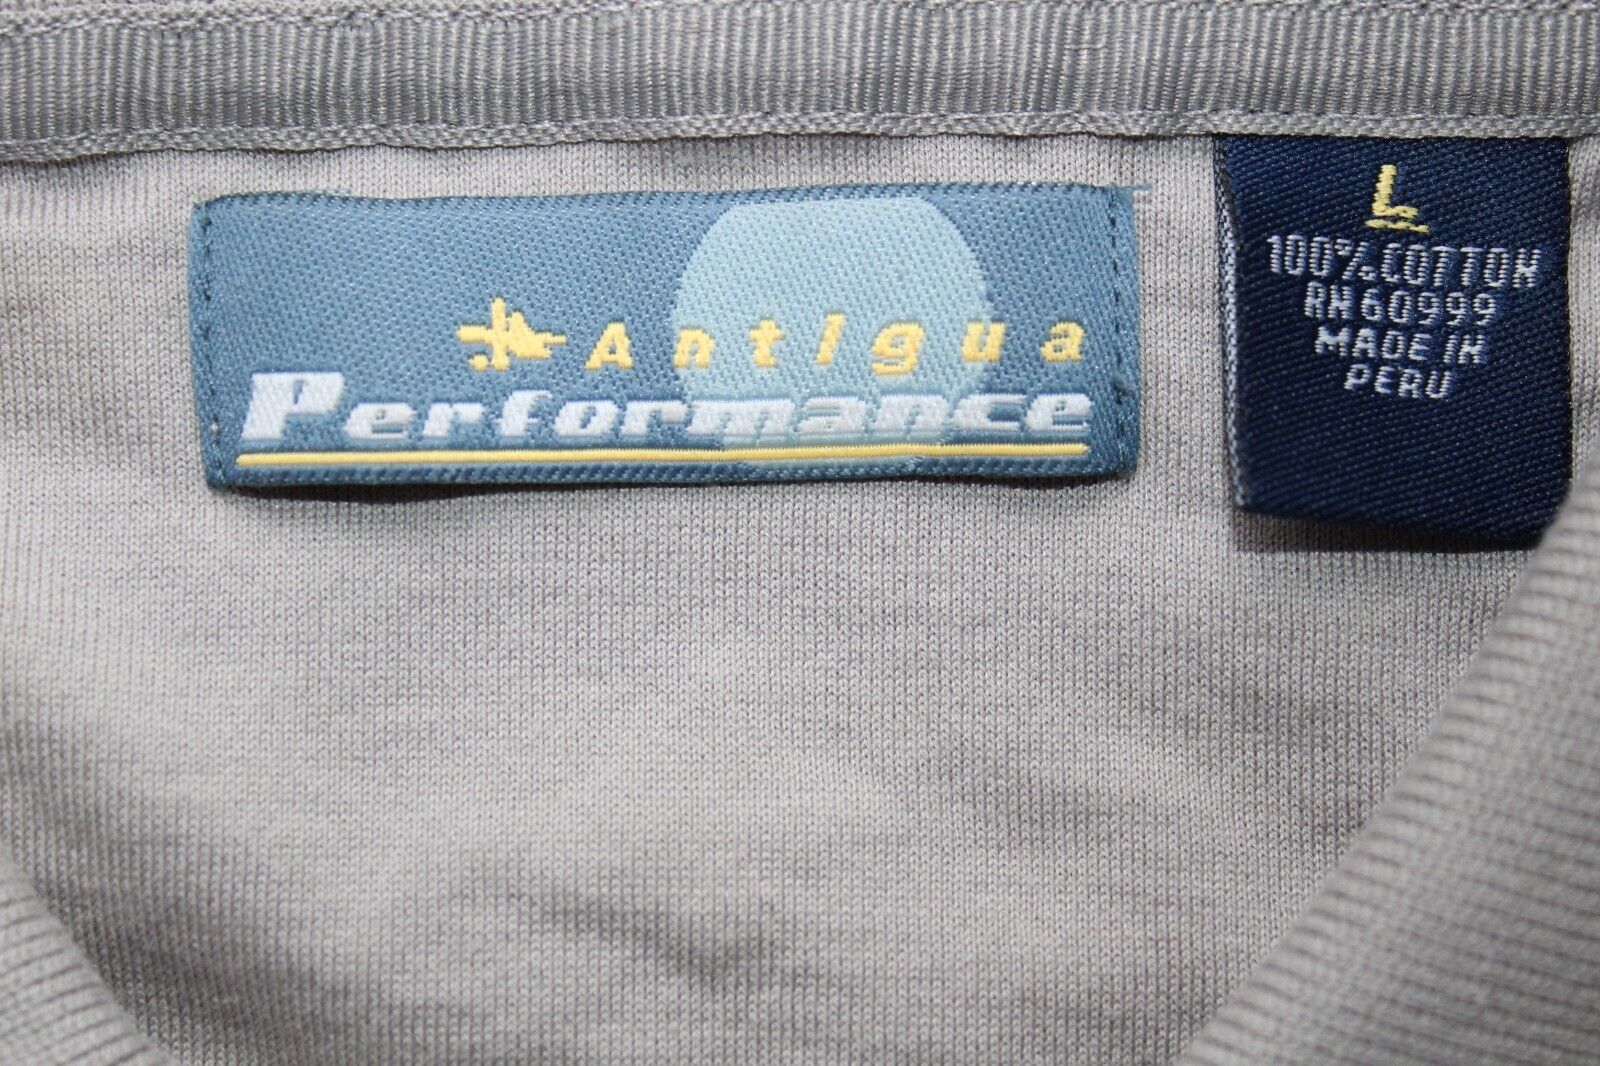 Antigua
Performance
L
100% COTTON
RN 60999
MADE IN
PERU